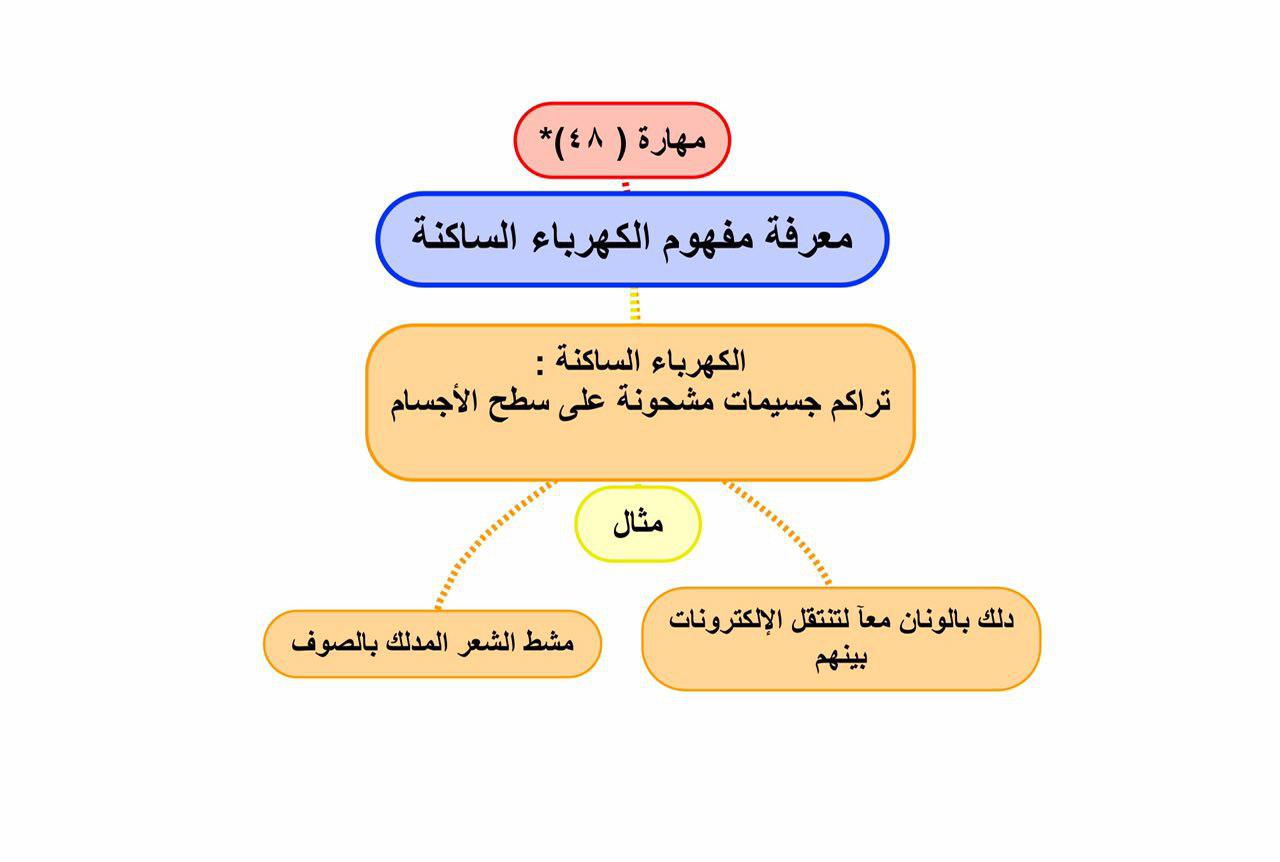 مهارة ( ٤٨)*
معرفة مفهوم الكهرباء الساكنة
الكهرباء الساكنة :
تراكم جسيمات مشحونة على سطح الأجسام
مثال
دلك بالونان معآ لتنتقل الإلكترونات
بينهم
مشط الشعر المدلك بالصوف